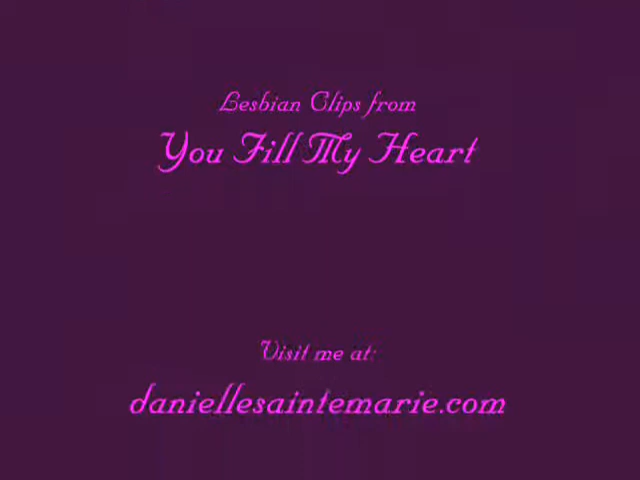 Lesbian Clips from
You Fill My Heart
Visit me at:
daniellesaintemarie.com